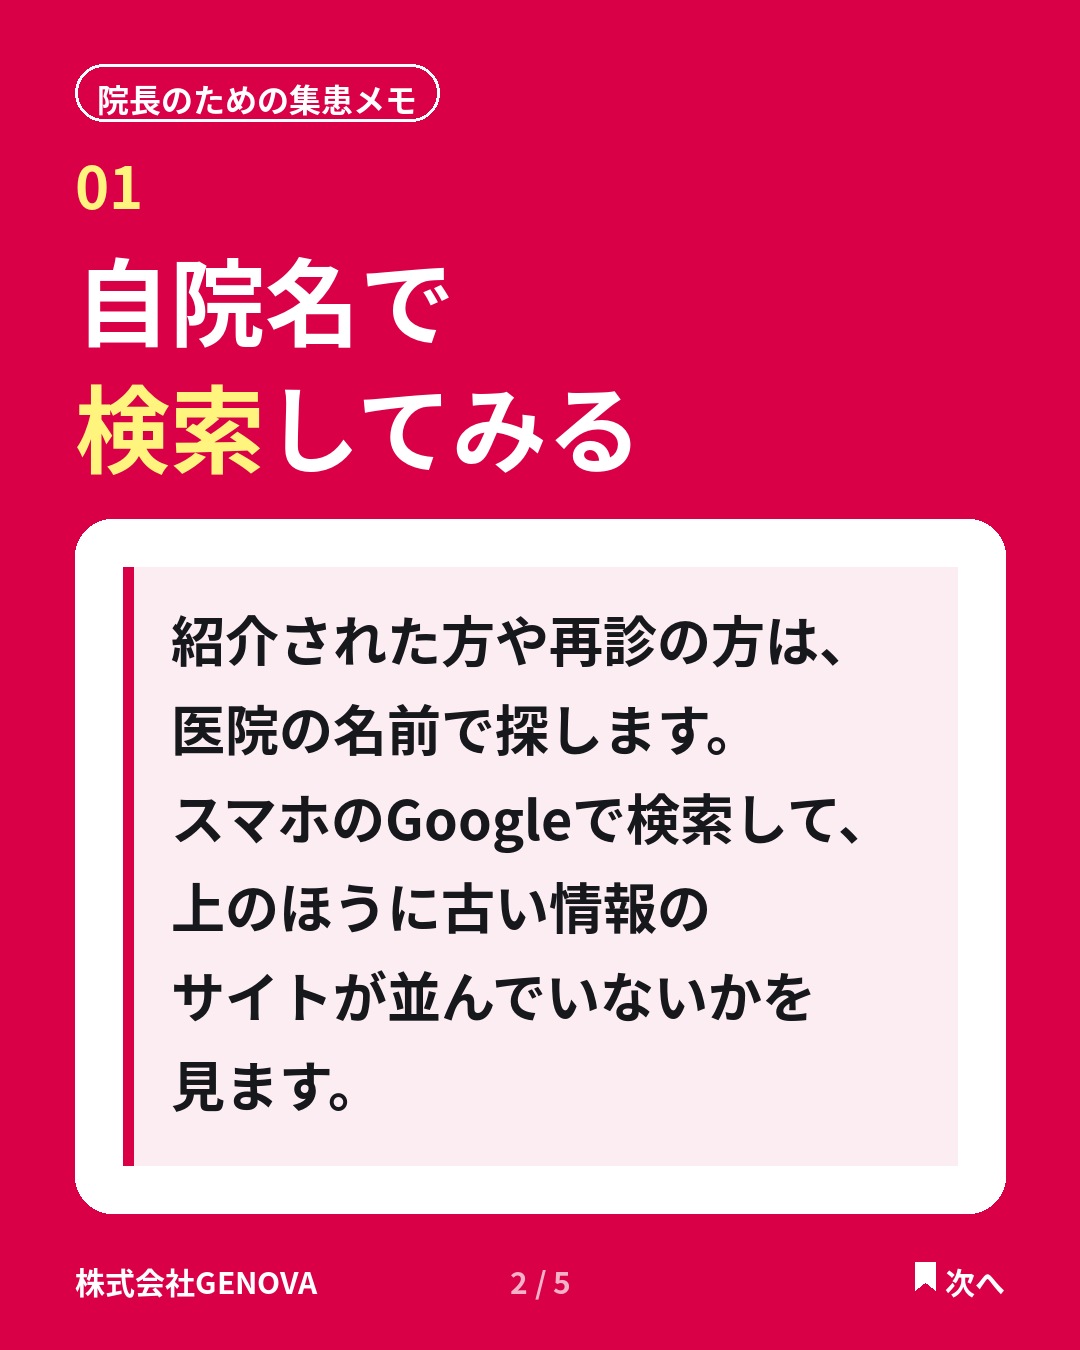 院長のための集患メモ
01
自院名で
検索してみる
紹介された方や再診の方は、
医院の名前で探します。
スマホのGoogleで検索して、
上のほうに古い情報の
サイトが並んでいないかを
見ます。
株式会社GENOVA
2 / 5
次へ